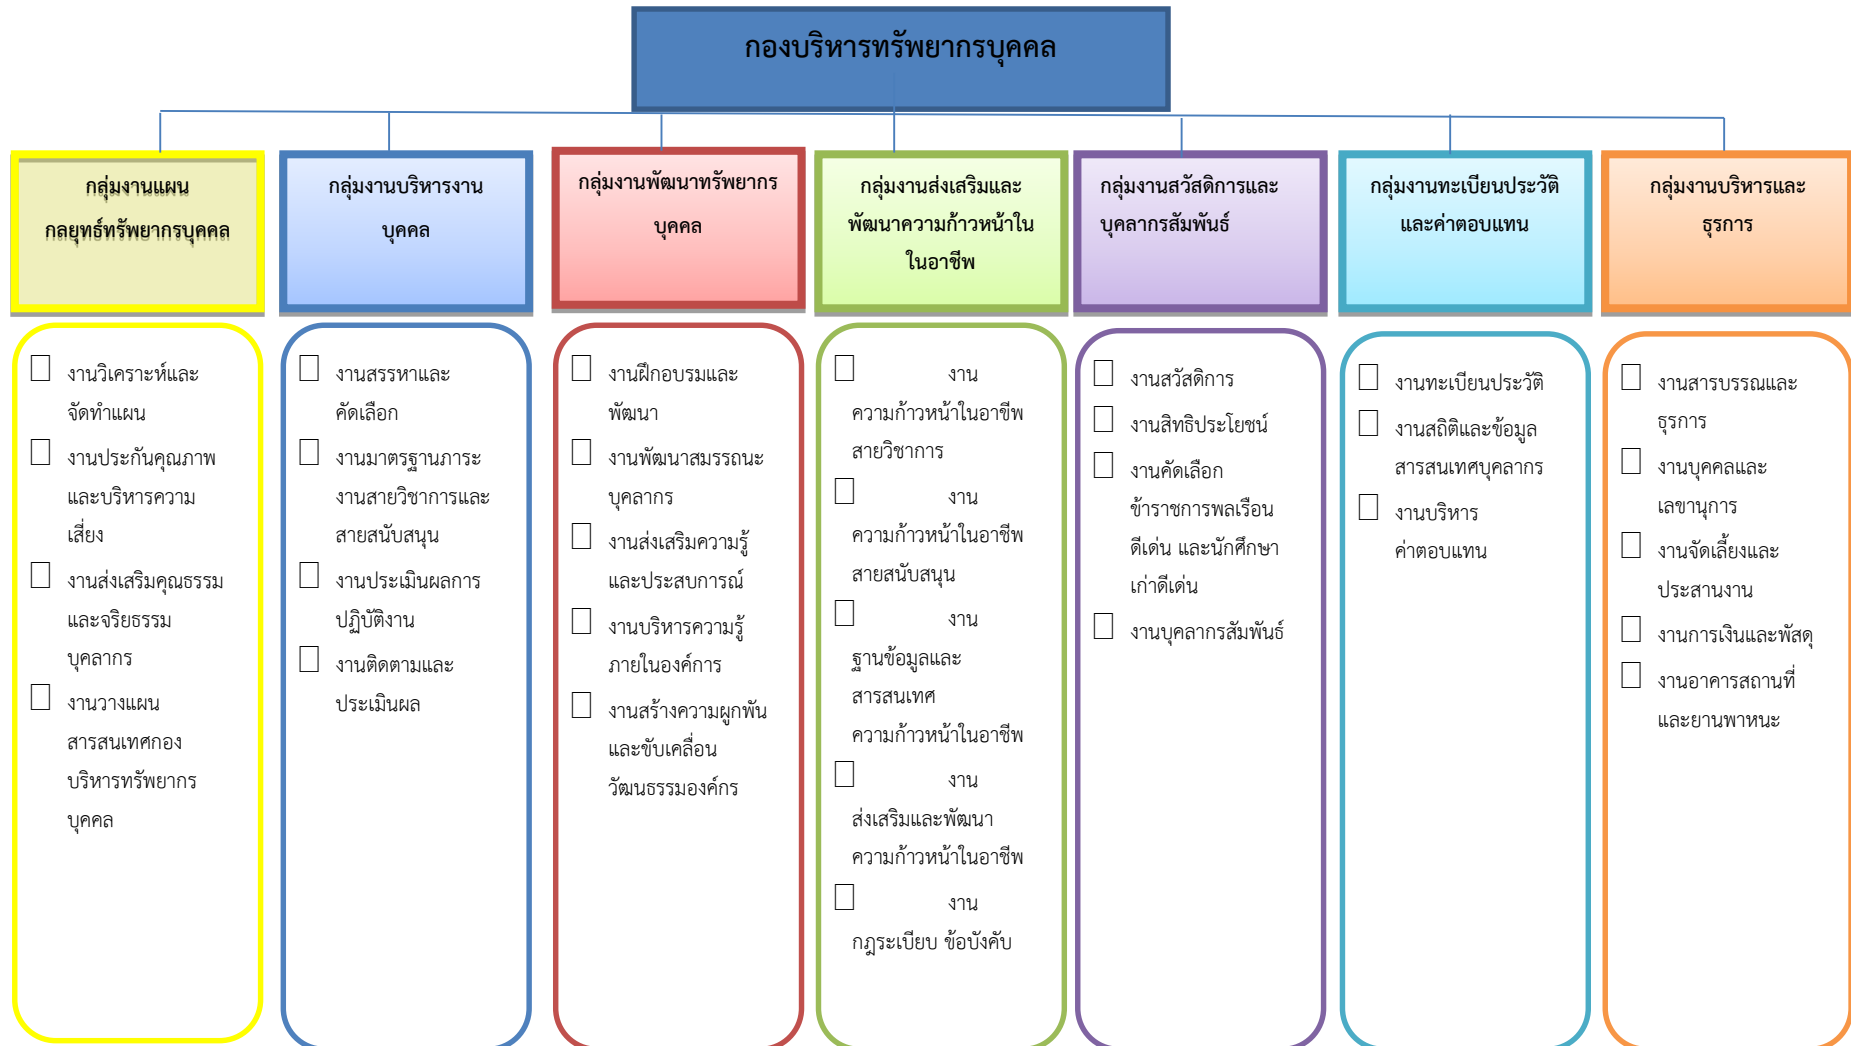 กองบริหารทรัพยากรบุคคล
กลุ่มงานแผน
กลยุทธ์ทรัพยากรบุคคล
งานวิเคราะห์และ
จัดทำแผน
งานประกันคุณภาพ
และบริหารความ
เสี่ยง
งานส่งเสริมคุณธรรม
และจริยธรรม
บุคลากร
งานวางแผน
สารสนเทศกอง
บริหารทรัพยากร
บุคคล
กลุ่มงานบริหารงาน
บุคคล
งานสรรหาและ
คัดเลือก
งานมาตรฐานภาระ
งานสายวิชาการและ
สายสนับสนุน
งานประเมินผลการ
ปฏิบัติงาน
งานติดตามและ
ประเมินผล
กลุ่มงานพัฒนาทรัพยากร
บุคคล
งานฝึกอบรมและ
พัฒนา
งานพัฒนาสมรรถนะ
บุคลากร
งานส่งเสริมความรู้
และประสบการณ์
งานบริหารความรู้
ภายในองค์การ
งานสร้างความผูกพัน
และขับเคลื่อน
วัฒนธรรมองค์กร
กลุ่มงานส่งเสริมและ
พัฒนาความก้าวหน้าใน
ในอาชีพ
งาน
ความก้าวหน้าในอาชีพ
สายวิชาการ
งาน
ความก้าวหน้าในอาชีพ
สายสนับสนุน
งาน
ฐานข้อมูลและ
สารสนเทศ
ความก้าวหน้าในอาชีพ
งาน
ส่งเสริมและพัฒนา
ความก้าวหน้าในอาชีพ
งาน
กฎระเบียบ ข้อบังคับ
กลุ่มงานสวัสดิการและ
บุคลากรสัมพันธ์
งานสวัสดิการ
งานสิทธิประโยชน์
งานคัดเลือก
ข้าราชการพลเรือน
ดีเด่น และนักศึกษา
เก่าดีเด่น
งานบุคลากรสัมพันธ์
กลุ่มงานทะเบียนประวัติ
และค่าตอบแทน
งานทะเบียนประวัติ
งานสถิติและข้อมูล
สารสนเทศบุคลากร
งานบริหาร
ค่าตอบแทน
กลุ่มงานบริหารและ
ธุรการ
งานสารบรรณและ
ธุรการ
งานบุคคลและ
เลขานุการ
งานจัดเลี้ยงและ
ประสานงาน
งานการเงินและพัสดุ
งานอาคารสถานที่
และยานพาหนะ